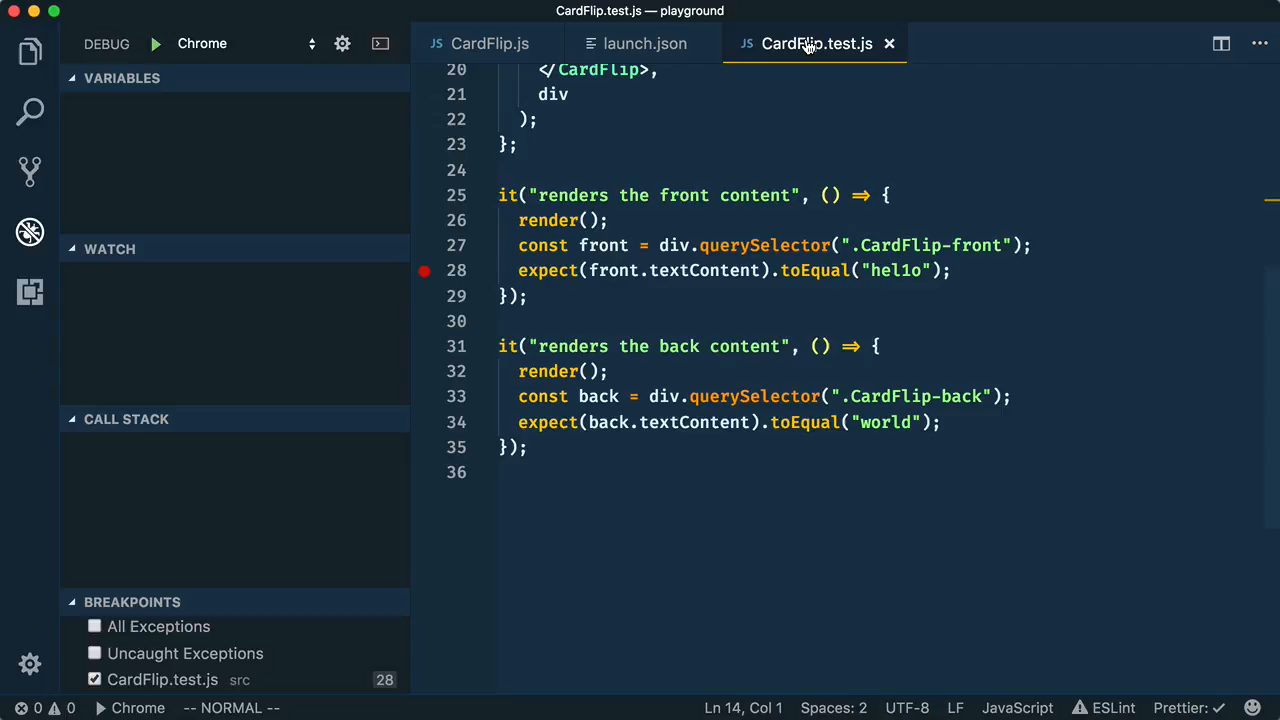 CardFlip.test.js — playground
DEBUG Chrome
JS CardFlip.js
launch.json
JS CardFlip.test.js
VARIABLES
WATCH
CALL STACK
BREAKPOINTS
All Exceptions
Uncaught Exceptions
CardFlip.test.js src 28
20 </CardFlip>,
21 div
22 );
23 };
24
25 it("renders the front content", () => {
26 render();
27 const front = div.querySelector(".CardFlip-front");
28 expect(front.textContent).toEqual("hel1o");
29 });
30
31 it("renders the back content", () => {
32 render();
33 const back = div.querySelector(".CardFlip-back");
34 expect(back.textContent).toEqual("world");
35 });
36
0 0 Chrome -- NORMAL -- Ln 14, Col 1 Spaces: 2 UTF-8 LF JavaScript ESLint Prettier: ✓